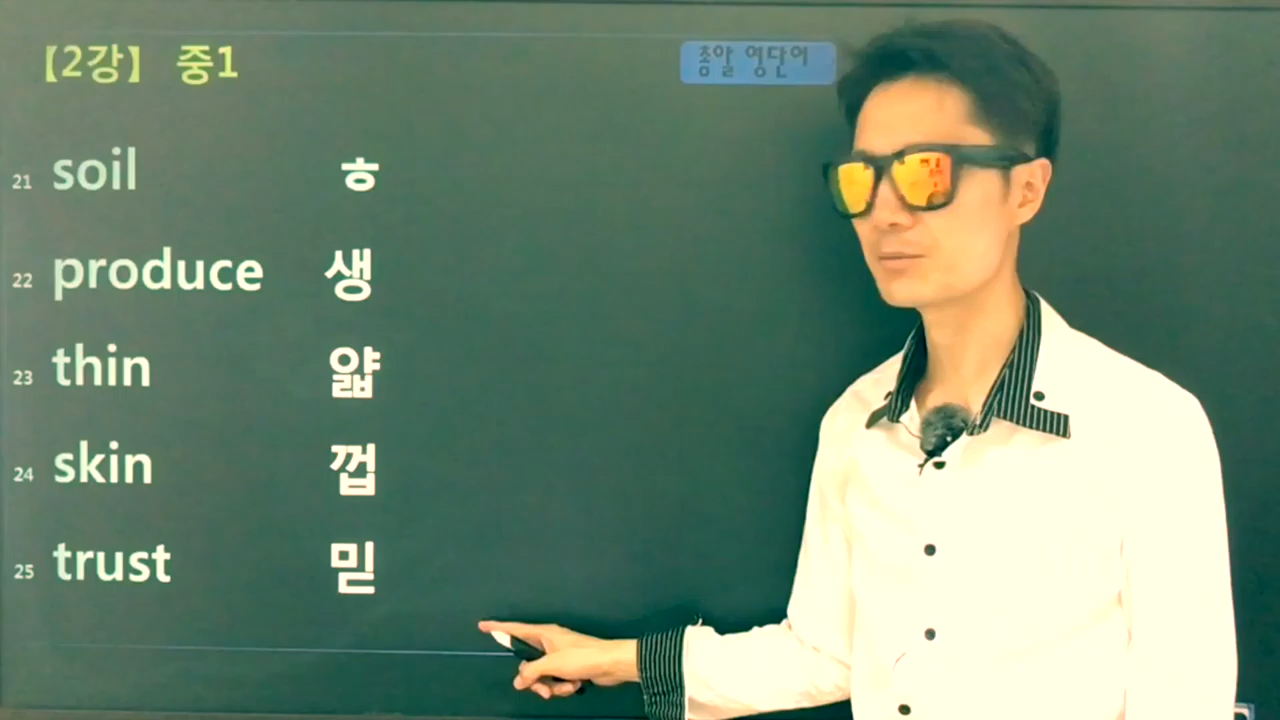 【2강】 중1
총알 영단어
21 soil ㅎ
22 produce 생
23 thin 얇
24 skin 껍
25 trust 믿